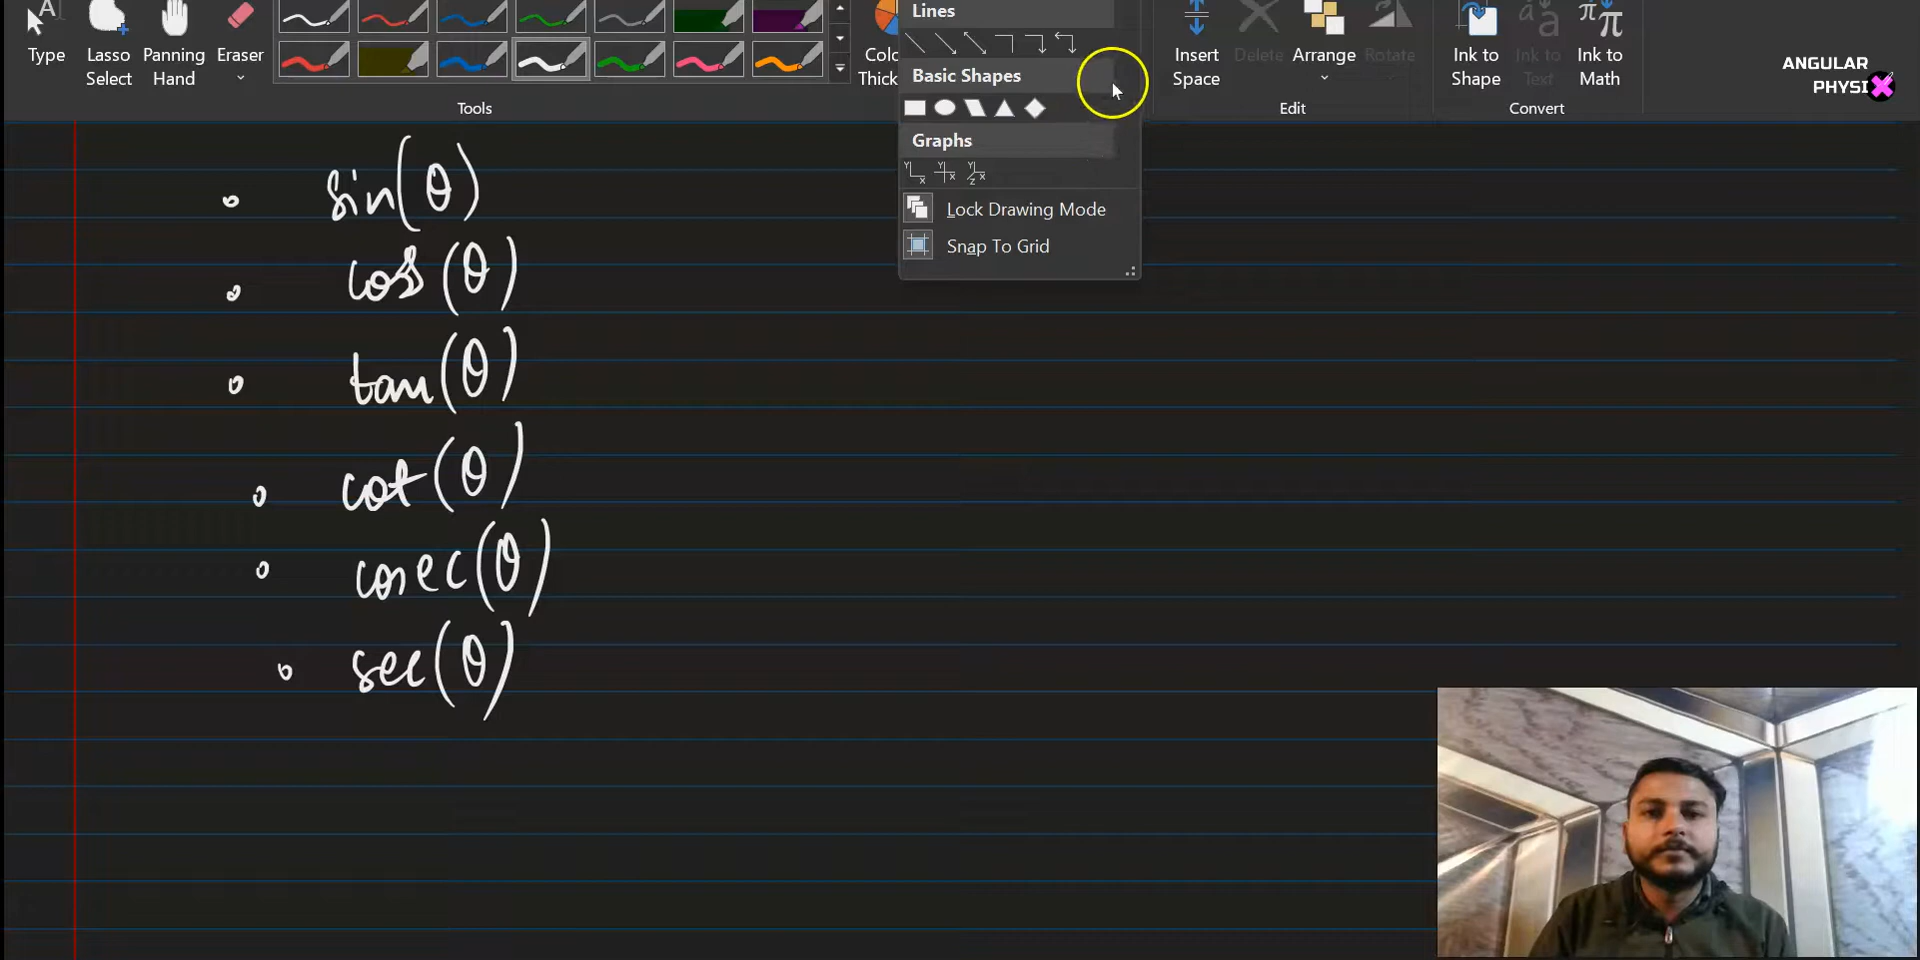 Type
Lasso
Select
Panning
Hand
Eraser
Tools
Lines
Basic Shapes
Graphs
Lock Drawing Mode
Snap To Grid
Insert
Space
Delete
Arrange
Rotate
Edit
Ink to
Shape
Ink to
Text
Ink to
Math
Convert
ANGULAR
PHYSI
sin(θ)
cos(θ)
tan(θ)
cot(θ)
cosec(θ)
sec(θ)